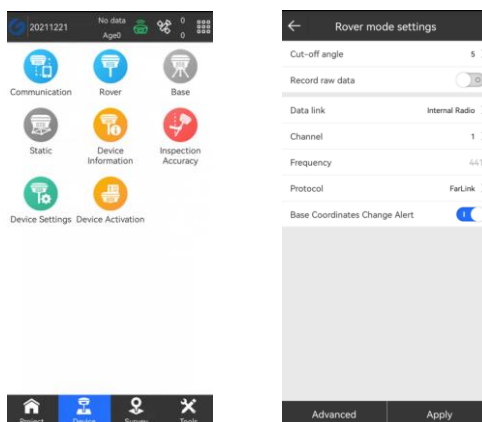 20211221
No data
Age0
0
0
Communication
Rover
Base
Static
Device
Information
Inspection
Accuracy
Device Settings
Device Activation
Project
Device
Survey
Tools
Rover mode settings
Cut-off angle 5
Record raw data
Data link Internal Radio
Channel 1
Frequency 441
Protocol FarLink
Base Coordinates Change Alert
Advanced
Apply